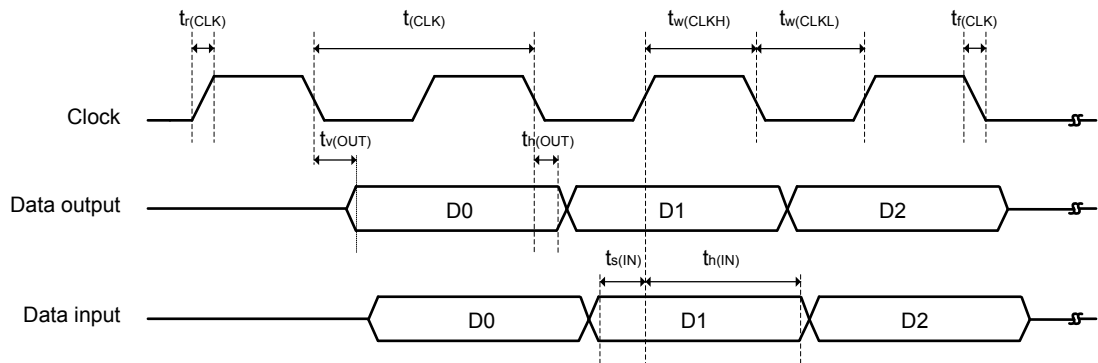 tr(CLK) t(CLK) tw(CLKH) tw(CLKL) tf(CLK)
Clock
tv(OUT) th(OUT)
Data output D0 D1 D2
ts(IN) th(IN)
Data input D0 D1 D2